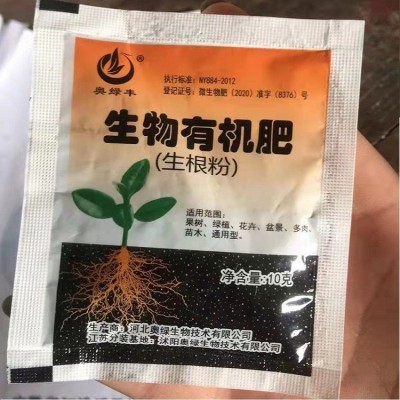 奥绿丰®
执行标准：NY884-2012
登记证号：微生物肥（2020）准字（8376）号
生物有机肥
(生根粉)
适用范围：
果树、绿植、花卉、盆景、多肉、
苗木、通用型。
净含量：10克
生产商：河北奥绿生物技术有限公司
江苏分装基地：沭阳奥绿生物技术有限公司